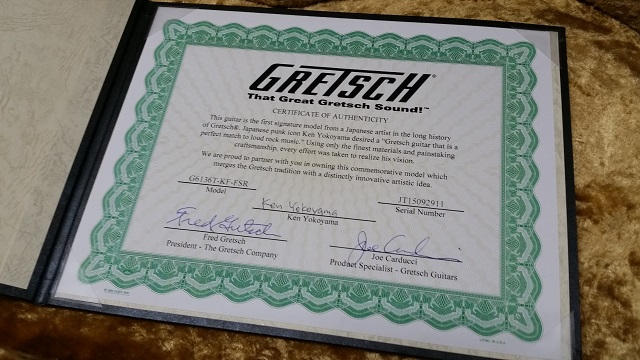 GRETSCH®
That Great Gretsch Sound!™
CERTIFICATE OF AUTHENTICITY
This guitar is the first signature model from a Japanese artist in the long history
of Gretsch®. Japanese punk icon Ken Yokoyama desired a "Gretsch guitar that is a
perfect match to loud rock music." Using only the finest materials and painstaking
craftsmanship, every effort was taken to realize his vision.
We are proud to partner with you in owning this commemorative model which
merges the Gretsch tradition with a distinctly innovative artistic idea.
G6136T-KF-FSR
Model
Ken Yokoyama
Ken Yokoyama
JT15092911
Serial Number
Fred Gretsch
Fred Gretsch
President - The Gretsch Company
Joe Carducci
Joe Carducci
Product Specialist - Gretsch Guitars